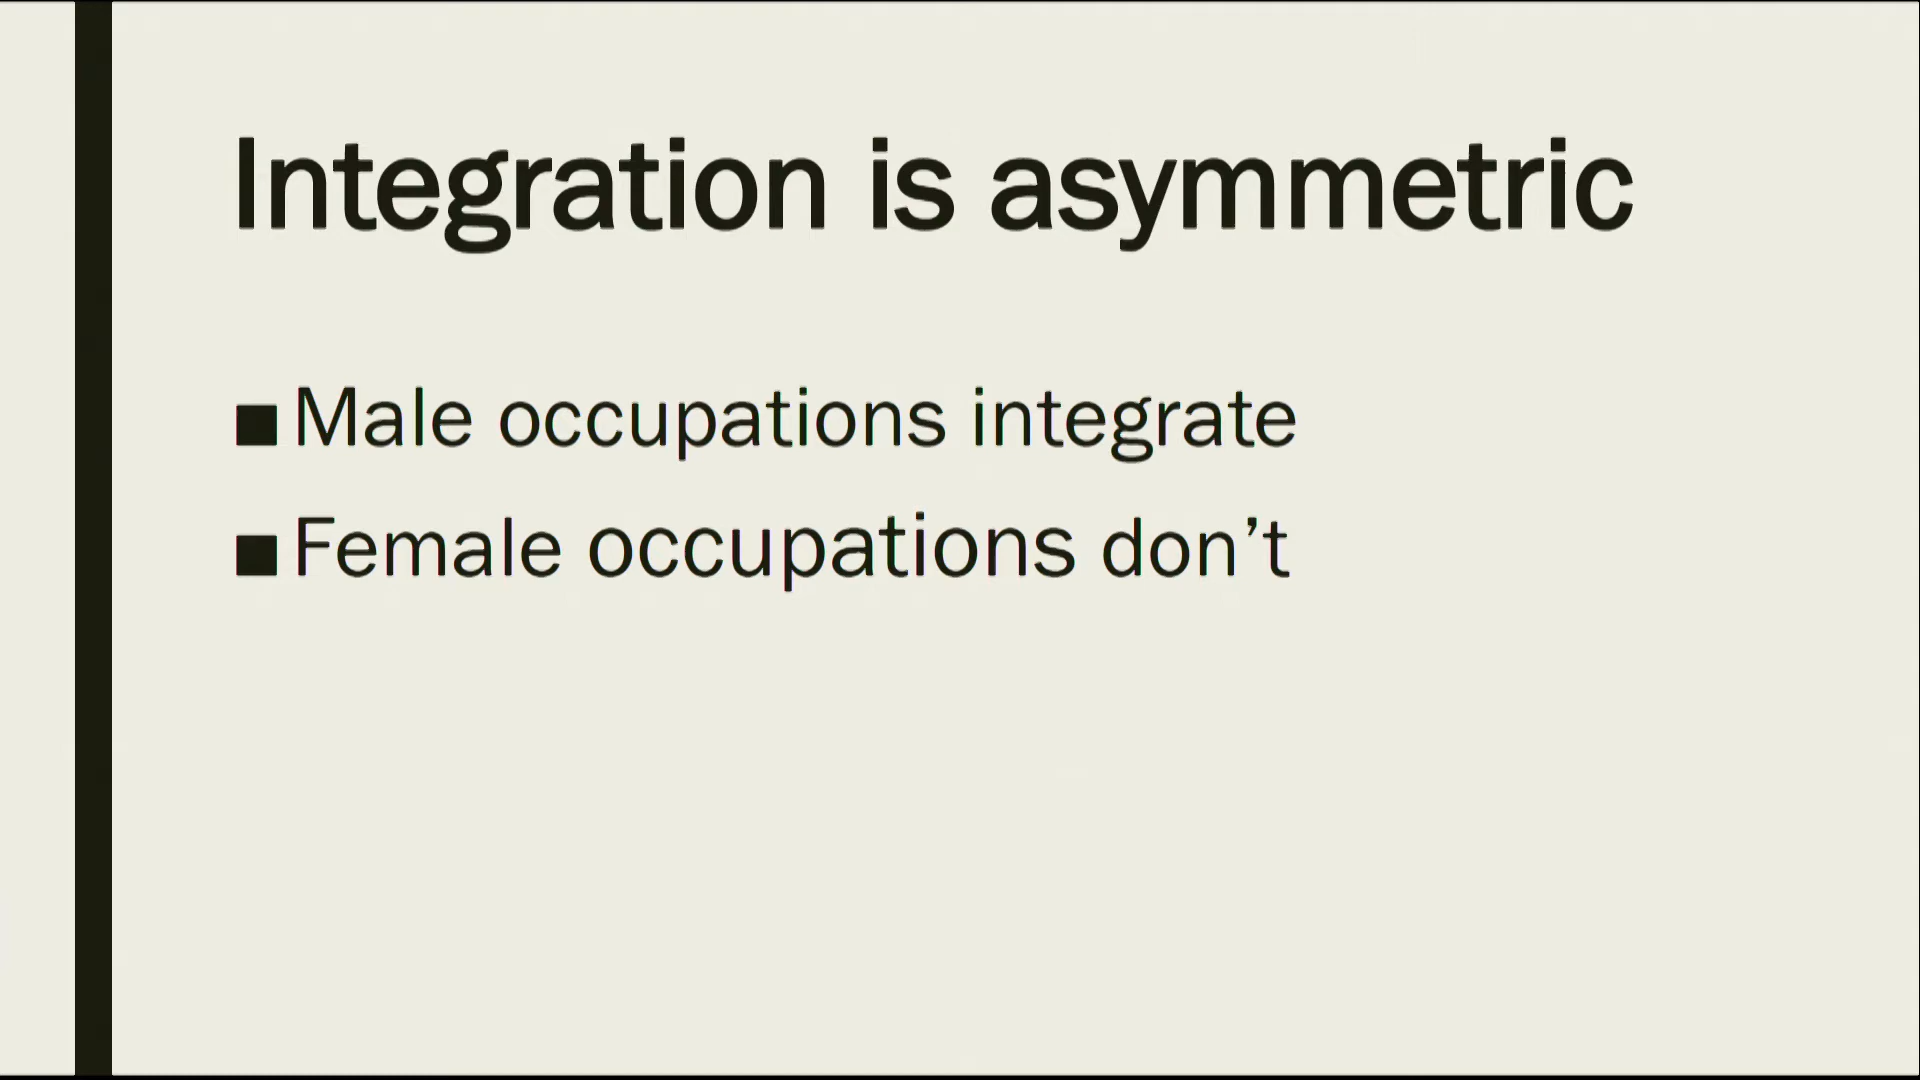 Integration is asymmetric
■ Male occupations integrate
■ Female occupations don’t